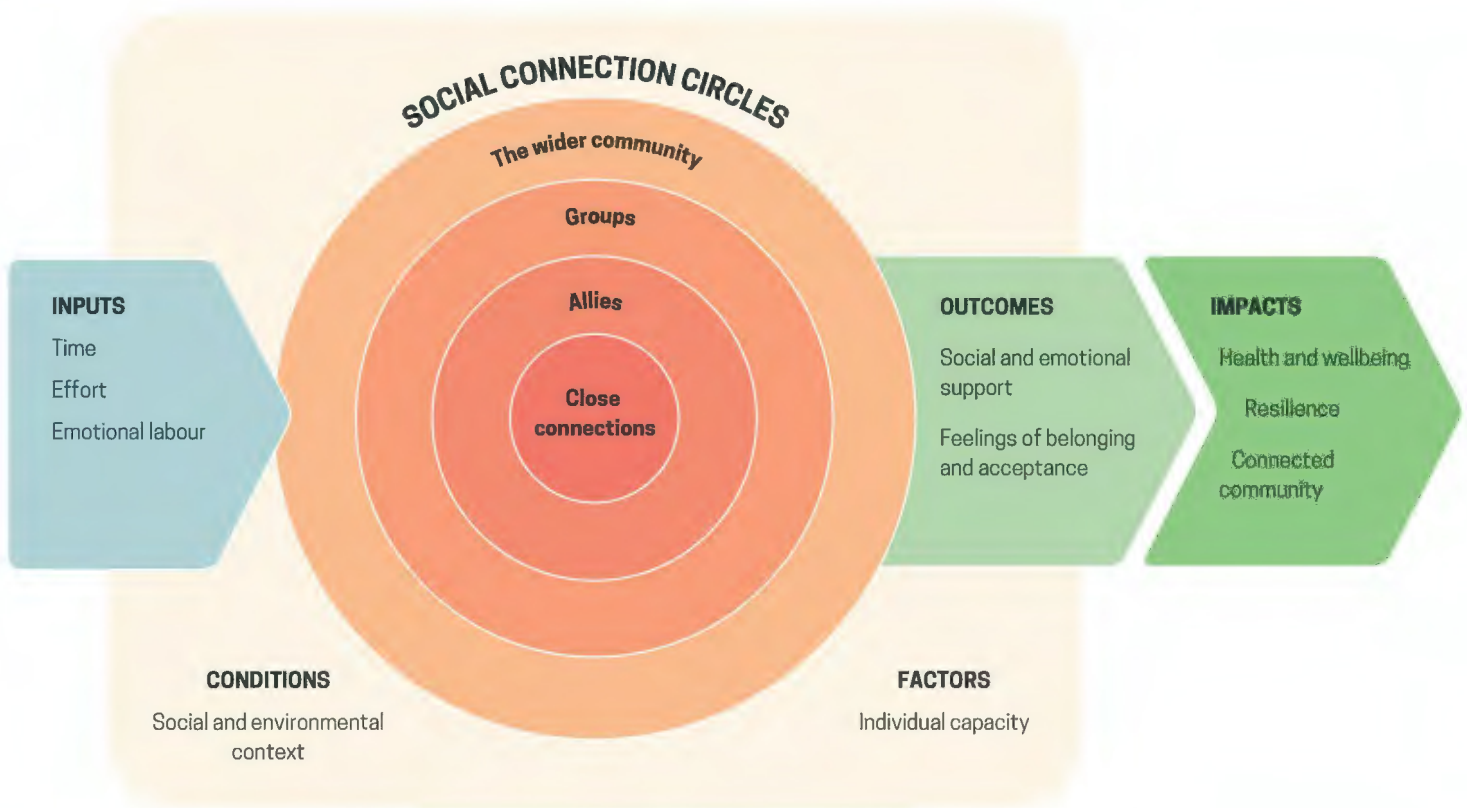 SOCIAL CONNECTION CIRCLES
The wider community
Groups
Allies
Close
connections
INPUTS
Time
Effort
Emotional labour
OUTCOMES
Social and emotional
support
Feelings of belonging
and acceptance
IMPACTS
Health and wellbeing
Resilience
Connected
community
CONDITIONS
Social and environmental
context
FACTORS
Individual capacity